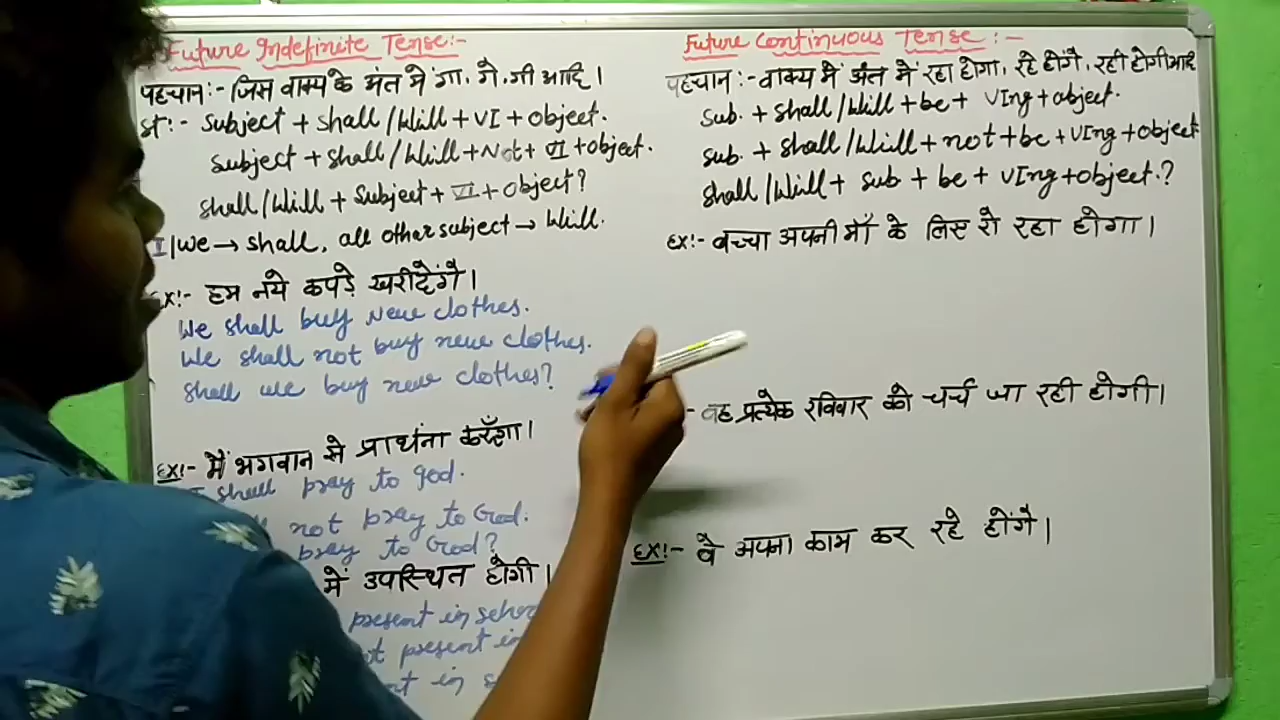 Future Indefinite Tense:-
पहचान:- जिस वाक्य के अंत में गा, गे, गी आदि।
St:- Subject + shall/Will + VI + object.
Subject + shall/Will + Not + VI + object.
shall/Will + Subject + VI + Object?
I/we → shall, all other subject → Will.
Ex:- हम नये कपड़े खरीदेंगे।
We shall buy new clothes.
We shall not buy new clothes.
Shall we buy new clothes?
Ex:- मैं भगवान से प्रार्थना करूँगा।
I shall pray to god.
not pray to God.
pray to God?
में उपस्थित होगी।
present in
present in
in
Future Continuous Tense:-
पहचान:- वाक्य में अंत में रहा होगा, रहे होंगे, रही होगी आदि
Sub. + shall/Will + be + VIng + object.
Sub. + shall/Will + not + be + VIng + object
Shall/Will + sub + be + VIng + object.?
Ex:- बच्चा अपनी माँ के लिए रो रहा होगा।
- वह प्रत्येक रविवार को चर्च जा रही होगी।
Ex:- वे अपना काम कर रहे होंगे।